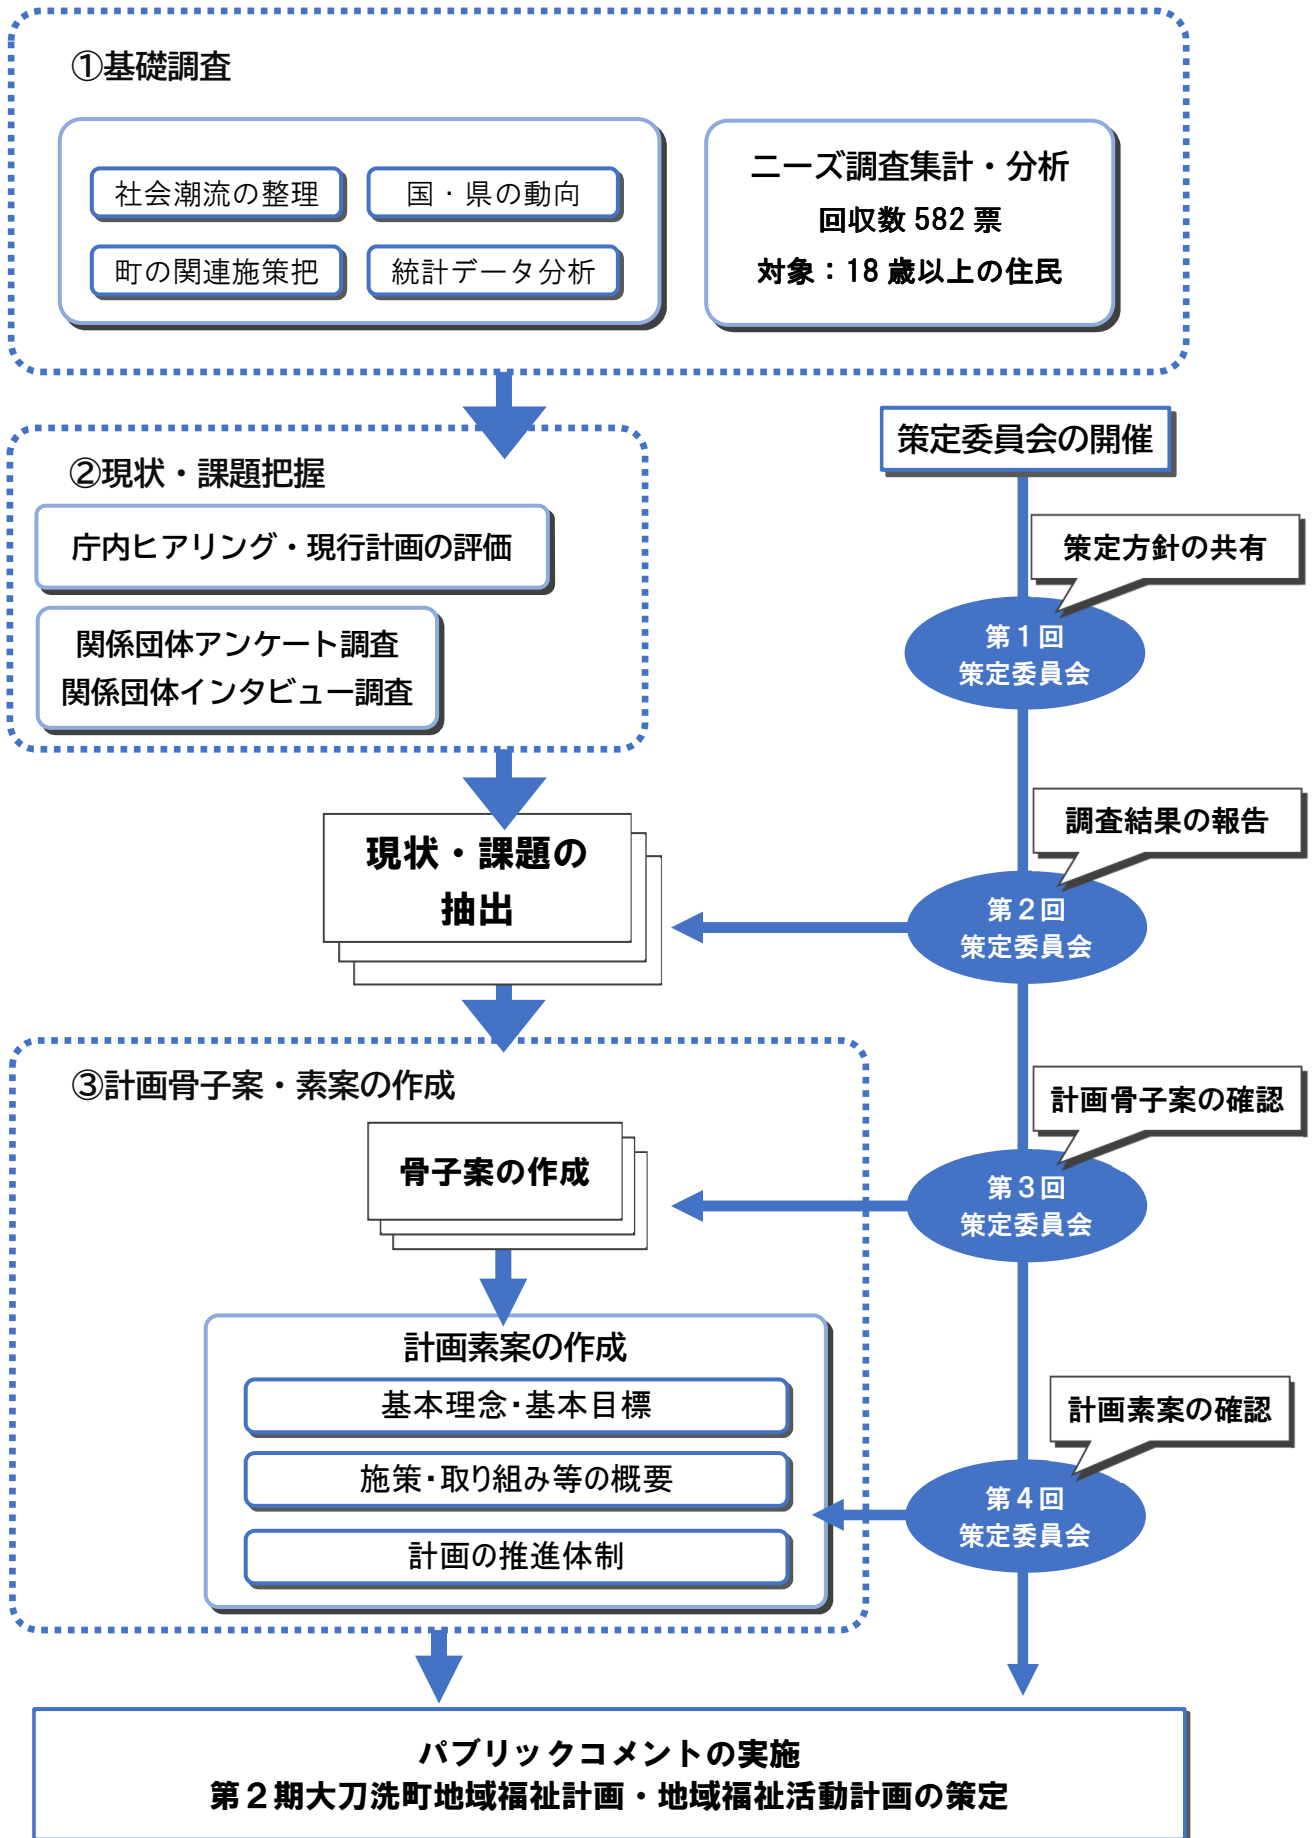 ①基礎調査
社会潮流の整理
国・県の動向
町の関連施策把
統計データ分析
ニーズ調査集計・分析
回収数 582 票
対象：18 歳以上の住民
②現状・課題把握
庁内ヒアリング・現行計画の評価
関係団体アンケート調査
関係団体インタビュー調査
策定委員会の開催
策定方針の共有
第１回
策定委員会
現状・課題の
抽出
調査結果の報告
第２回
策定委員会
③計画骨子案・素案の作成
骨子案の作成
計画骨子案の確認
第３回
策定委員会
計画素案の作成
基本理念・基本目標
施策・取り組み等の概要
計画の推進体制
計画素案の確認
第４回
策定委員会
パブリックコメントの実施
第２期大刀洗町地域福祉計画・地域福祉活動計画の策定